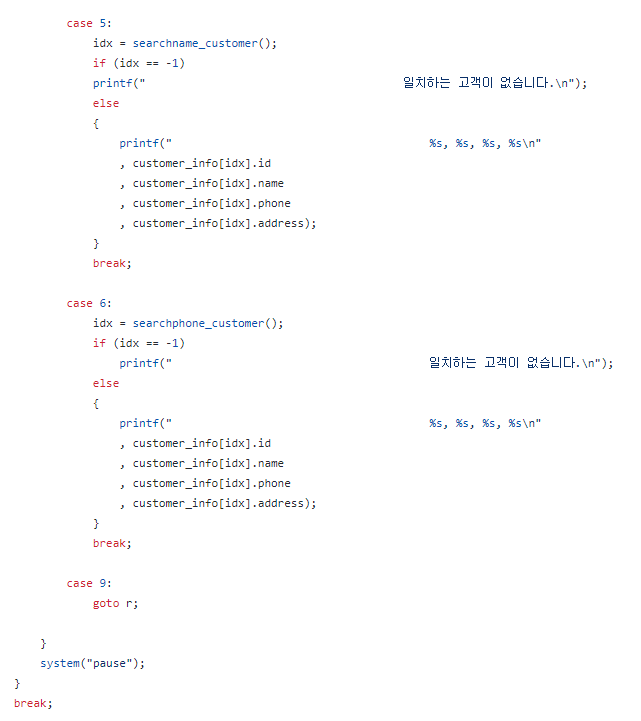 case 5:
idx = searchname_customer();
if (idx == -1)
printf("                                       일치하는 고객이 없습니다.\n");
else
{
printf("                                       %s, %s, %s, %s\n"
, customer_info[idx].id
, customer_info[idx].name
, customer_info[idx].phone
, customer_info[idx].address);
}
break;
case 6:
idx = searchphone_customer();
if (idx == -1)
printf("                                       일치하는 고객이 없습니다.\n");
else
{
printf("                                       %s, %s, %s, %s\n"
, customer_info[idx].id
, customer_info[idx].name
, customer_info[idx].phone
, customer_info[idx].address);
}
break;
case 9:
goto r;
}
system("pause");
}
break;